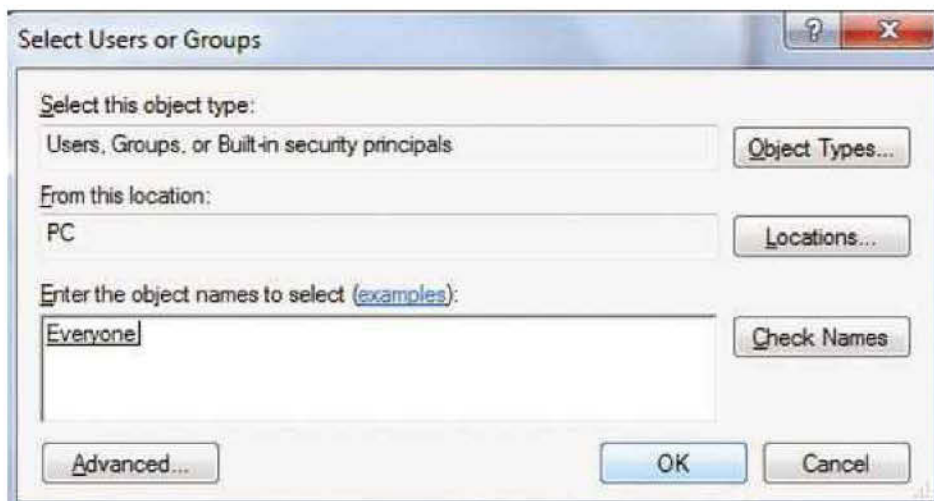 Select Users or Groups
Select this object type:
Users, Groups, or Built-in security principals
Object Types...
From this location:
PC
Locations...
Enter the object names to select (examples):
Everyone
Check Names
Advanced...
OK
Cancel